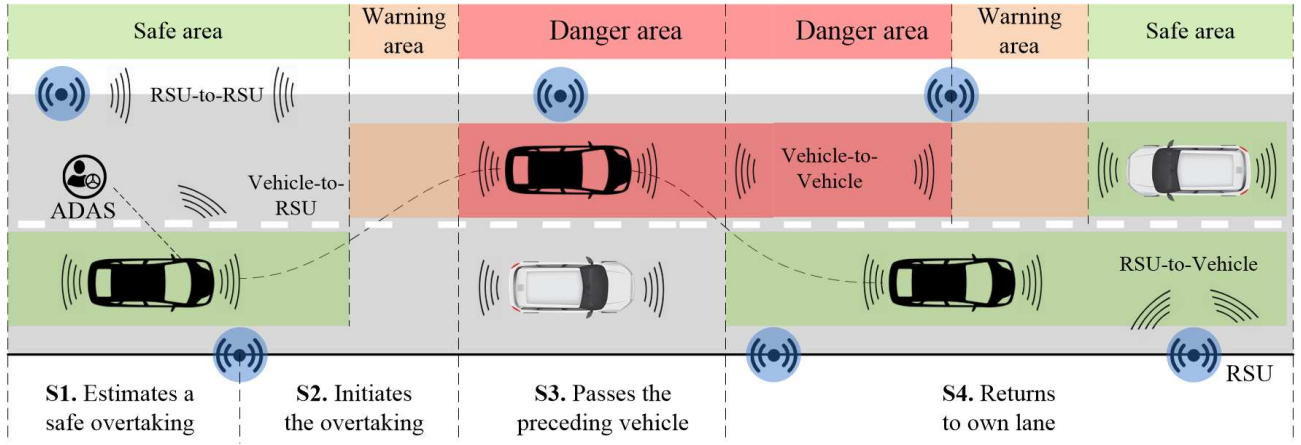 Safe area
Warning
area
Danger area
Danger area
Warning
area
Safe area
RSU-to-RSU
ADAS
Vehicle-to-
RSU
Vehicle-to-
Vehicle
RSU-to-Vehicle
RSU
S1. Estimates a
safe overtaking
S2. Initiates
the overtaking
S3. Passes the
preceding vehicle
S4. Returns
to own lane